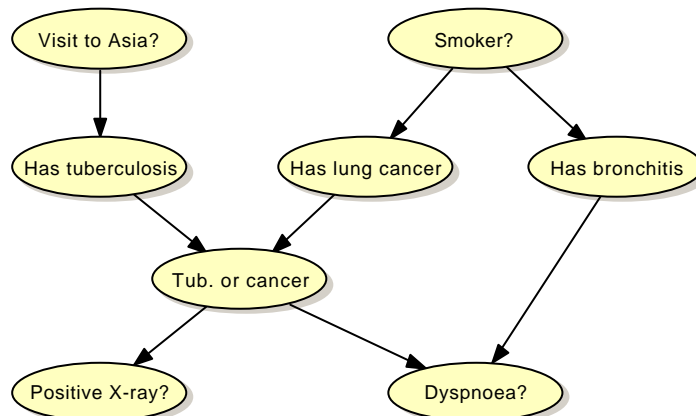 Visit to Asia?
Smoker?
Has tuberculosis
Has lung cancer
Has bronchitis
Tub. or cancer
Positive X-ray?
Dyspnoea?